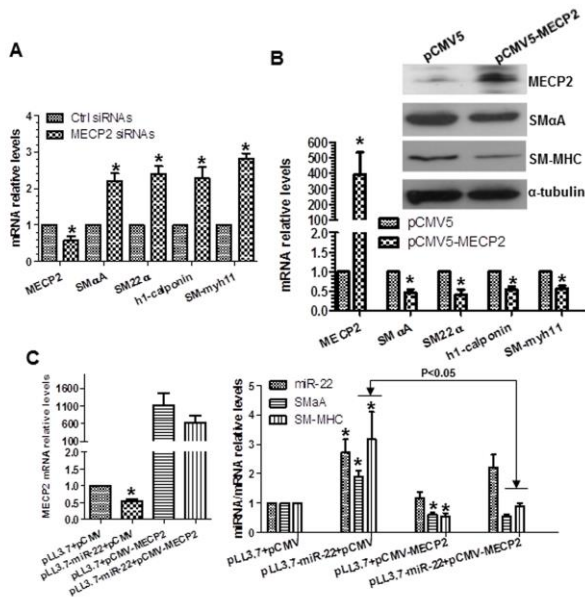 A
Ctrl siRNAs
MECP2 siRNAs
mRNA relative levels
4
3
2
1
0
* * * * *
MECP2
SMαA
SM22α
h1-calponin
SM-myh11
B
pCMV5
pCMV5-MECP2
MECP2
SMαA
SM-MHC
α-tubulin
mRNA relative levels
600
500
400
300
200
100
1.5
1.0
0.5
0.0
pCMV5
pCMV5-MECP2
* * * * *
MECP2
SMαA
SM22α
h1-calponin
SM-myh11
C
MECP2 mRNA relative levels
1600
1100
600
1.0
0.5
0.0
*
pLL3.7+pCMV
pLL3.7-miR-22+pCMV
pLL3.7+pCMV-MECP2
pLL3.7-miR-22+pCMV-MECP2
miRNA/mRNA relative levels
5
4
3
2
1
0
miR-22
SMaA
SM-MHC
P<0.05
* * * * *
pLL3.7+pCMV
pLL3.7-miR-22+pCMV
pLL3.7+pCMV-MECP2
pLL3.7-miR-22+pCMV-MECP2